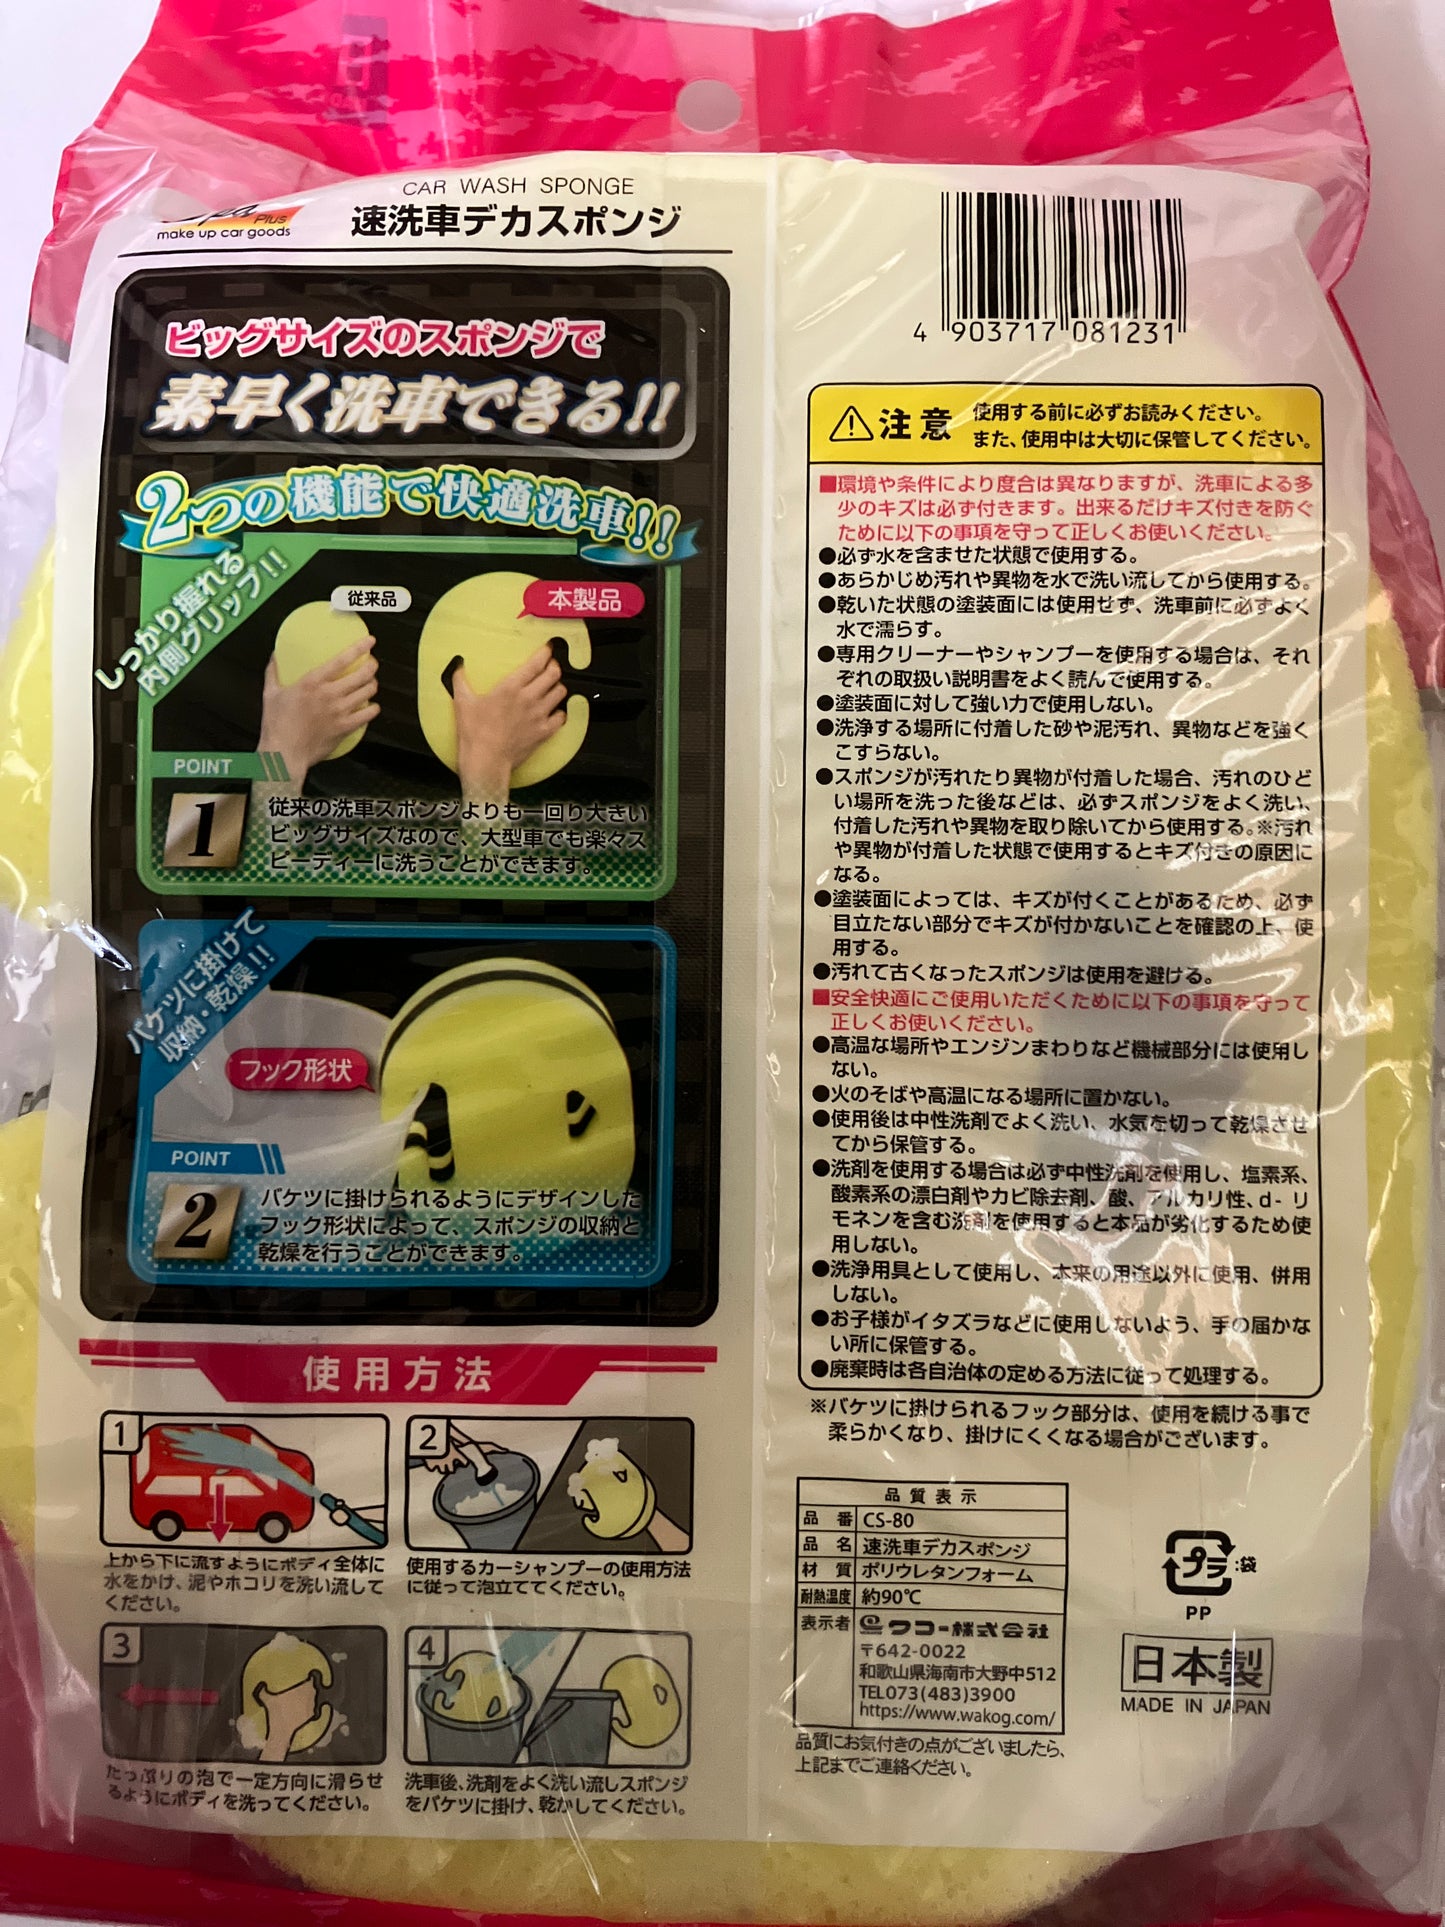 CAR WASH SPONGE
Plus
make up car goods
速洗車デカスポンジ
ビッグサイズのスポンジで
素早く洗車できる!!
2つの機能で快適洗車!!
しっかり握れる
内側グリップ!!
従来品
本製品
POINT
1
従来の洗車スポンジよりも一回り大きい
ビッグサイズなので、大型車でも楽々ス
ピーディーに洗うことができます。
バケツに掛けて
収納・乾燥!!
フック形状
POINT
2
バケツに掛けられるようにデザインした
フック形状によって、スポンジの収納と
乾燥を行うことができます。
使用方法
1
上から下に流すようにボディ全体に
水をかけ、泥やホコリを洗い流して
ください。
2
使用するカーシャンプーの使用方法
に従って泡立ててください。
3
たっぷりの泡で一定方向に滑らせ
るようにボディを洗ってください。
4
洗車後、洗剤をよく洗い流しスポンジ
をバケツに掛け、乾かしてください。
4 903717 081231
注意
使用する前に必ずお読みください。
また、使用中は大切に保管してください。
■環境や条件により度合は異なりますが、洗車による多
少のキズは必ず付きます。出来るだけキズ付きを防ぐ
ために以下の事項を守って正しくお使いください。
●必ず水を含ませた状態で使用する。
●あらかじめ汚れや異物を水で洗い流してから使用する。
●乾いた状態の塗装面には使用せず、洗車前に必ずよく
水で濡らす。
●専用クリーナーやシャンプーを使用する場合は、それ
ぞれの取扱い説明書をよく読んで使用する。
●塗装面に対して強い力で使用しない。
●洗浄する場所に付着した砂や泥汚れ、異物などを強く
こすらない。
●スポンジが汚れたり異物が付着した場合、汚れのひど
い場所を洗った後などは、必ずスポンジをよく洗い、
付着した汚れや異物を取り除いてから使用する。※汚れ
や異物が付着した状態で使用するとキズ付きの原因に
なる。
●塗装面によっては、キズが付くことがあるため、必ず
目立たない部分でキズが付かないことを確認の上、使
用する。
●汚れて古くなったスポンジは使用を避ける。
■安全快適にご使用いただくために以下の事項を守って
正しくお使いください。
●高温な場所やエンジンまわりなど機械部分には使用し
ない。
●火のそばや高温になる場所に置かない。
●使用後は中性洗剤でよく洗い、水気を切って乾燥させ
てから保管する。
●洗剤を使用する場合は必ず中性洗剤を使用し、塩素系、
酸素系の漂白剤やカビ除去剤、酸、アルカリ性、d-リ
モネンを含む洗剤を使用すると本品が劣化するため使
用しない。
●洗浄用具として使用し、本来の用途以外に使用、併用
しない。
●お子様がイタズラなどに使用しないよう、手の届かな
い所に保管する。
●廃棄時は各自治体の定める方法に従って処理する。
※バケツに掛けられるフック部分は、使用を続ける事で
柔らかくなり、掛けにくくなる場合がございます。
品質表示
品番 CS-80
品名 速洗車デカスポンジ
材質 ポリウレタンフォーム
耐熱温度 約90℃
表示者 ワコー株式会社
〒642-0022
和歌山県海南市大野中512
TEL073(483)3900
https://www.wakog.com/
品質にお気付きの点がございましたら、
上記までご連絡ください。
プラ :袋
PP
日本製
MADE IN JAPAN